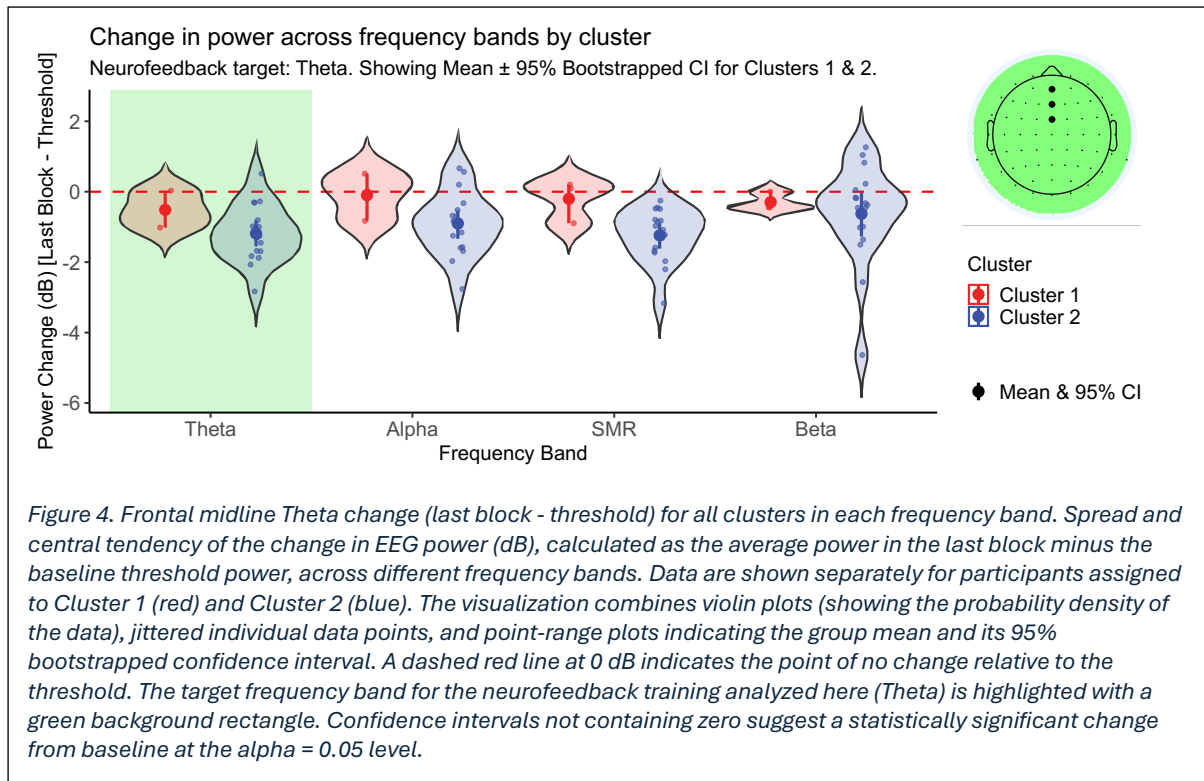 Change in power across frequency bands by cluster
Neurofeedback target: Theta. Showing Mean ± 95% Bootstrapped CI for Clusters 1 & 2.
Power Change (dB) [Last Block - Threshold]
2
0
-2
-4
-6
Theta
Alpha
SMR
Beta
Frequency Band
Cluster
Cluster 1
Cluster 2
Mean & 95% CI
Figure 4. Frontal midline Theta change (last block - threshold) for all clusters in each frequency band. Spread and
central tendency of the change in EEG power (dB), calculated as the average power in the last block minus the
baseline threshold power, across different frequency bands. Data are shown separately for participants assigned
to Cluster 1 (red) and Cluster 2 (blue). The visualization combines violin plots (showing the probability density of
the data), jittered individual data points, and point-range plots indicating the group mean and its 95%
bootstrapped confidence interval. A dashed red line at 0 dB indicates the point of no change relative to the
threshold. The target frequency band for the neurofeedback training analyzed here (Theta) is highlighted with a
green background rectangle. Confidence intervals not containing zero suggest a statistically significant change
from baseline at the alpha = 0.05 level.